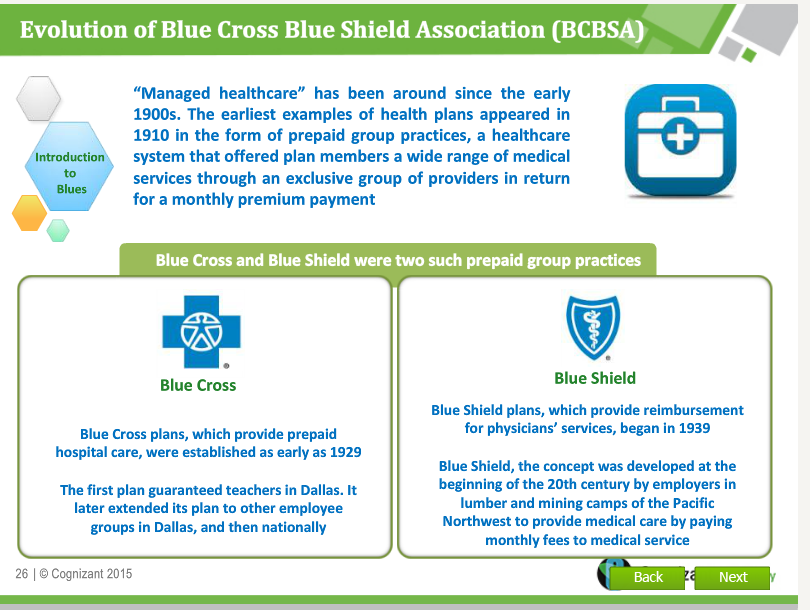 Evolution of Blue Cross Blue Shield Association (BCBSA)
“Managed healthcare” has been around since the early
1900s. The earliest examples of health plans appeared in
1910 in the form of prepaid group practices, a healthcare
system that offered plan members a wide range of medical
services through an exclusive group of providers in return
for a monthly premium payment
Introduction
to
Blues
Blue Cross and Blue Shield were two such prepaid group practices
Blue Cross
Blue Cross plans, which provide prepaid
hospital care, were established as early as 1929
The first plan guaranteed teachers in Dallas. It
later extended its plan to other employee
groups in Dallas, and then nationally
Blue Shield
Blue Shield plans, which provide reimbursement
for physicians’ services, began in 1939
Blue Shield, the concept was developed at the
beginning of the 20th century by employers in
lumber and mining camps of the Pacific
Northwest to provide medical care by paying
monthly fees to medical service
26 | © Cognizant 2015
Back
Next